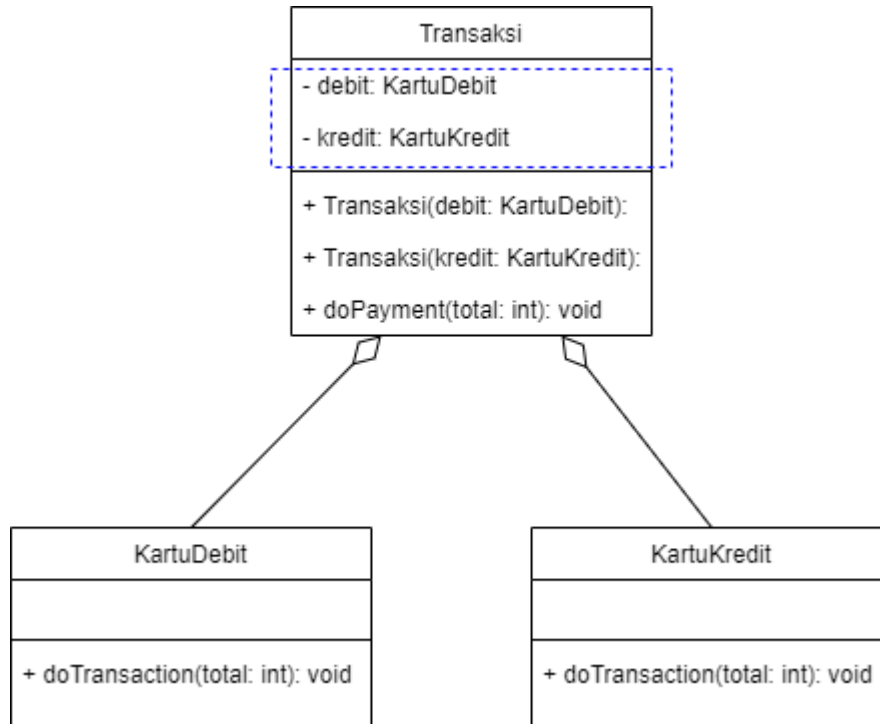 Transaksi
- debit: KartuDebit
- kredit: KartuKredit
+ Transaksi(debit: KartuDebit):
+ Transaksi(kredit: KartuKredit):
+ doPayment(total: int): void
KartuDebit
+ doTransaction(total: int): void
KartuKredit
+ doTransaction(total: int): void